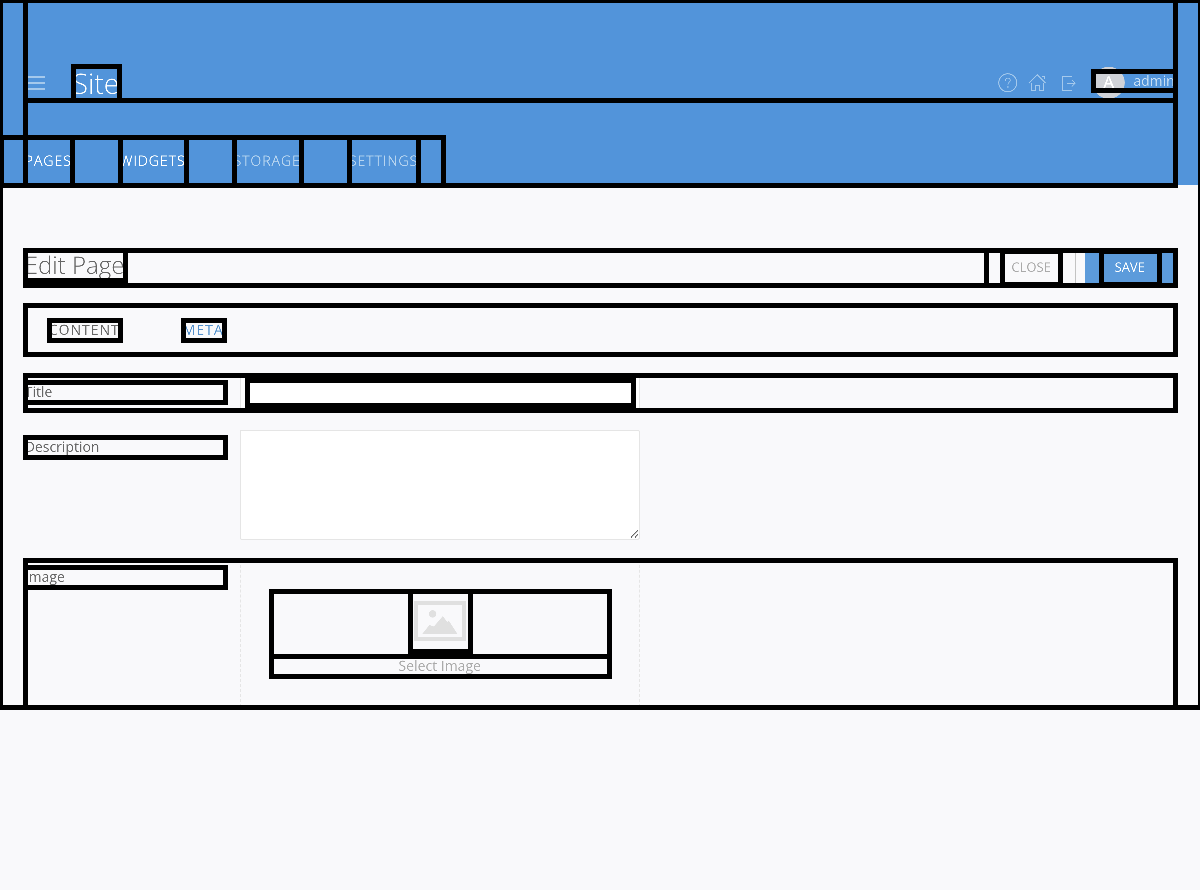 Site
? A admin
PAGES WIDGETS STORAGE SETTINGS
Edit Page CLOSE SAVE
CONTENT META
Title
Description
Image
Select Image